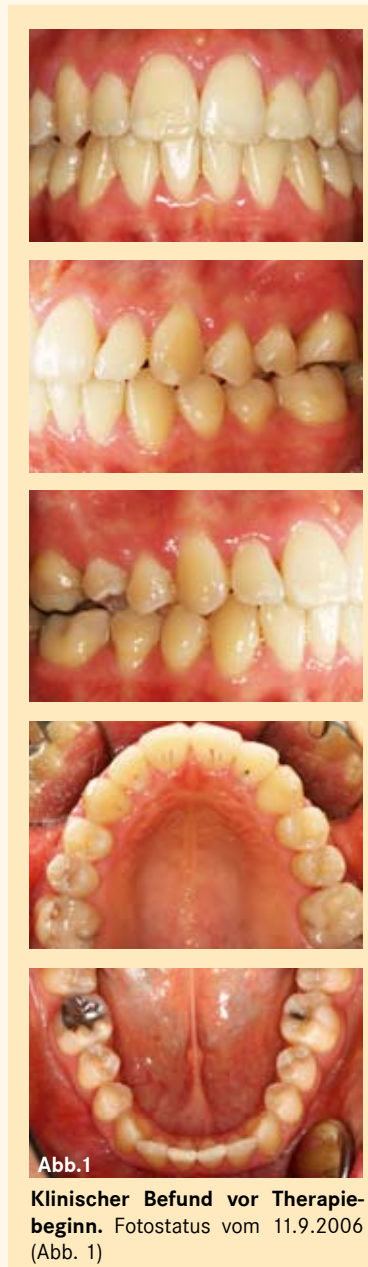 Abb.1
Klinischer Befund vor Therapie-
beginn. Fotostatus vom 11.9.2006
(Abb. 1)